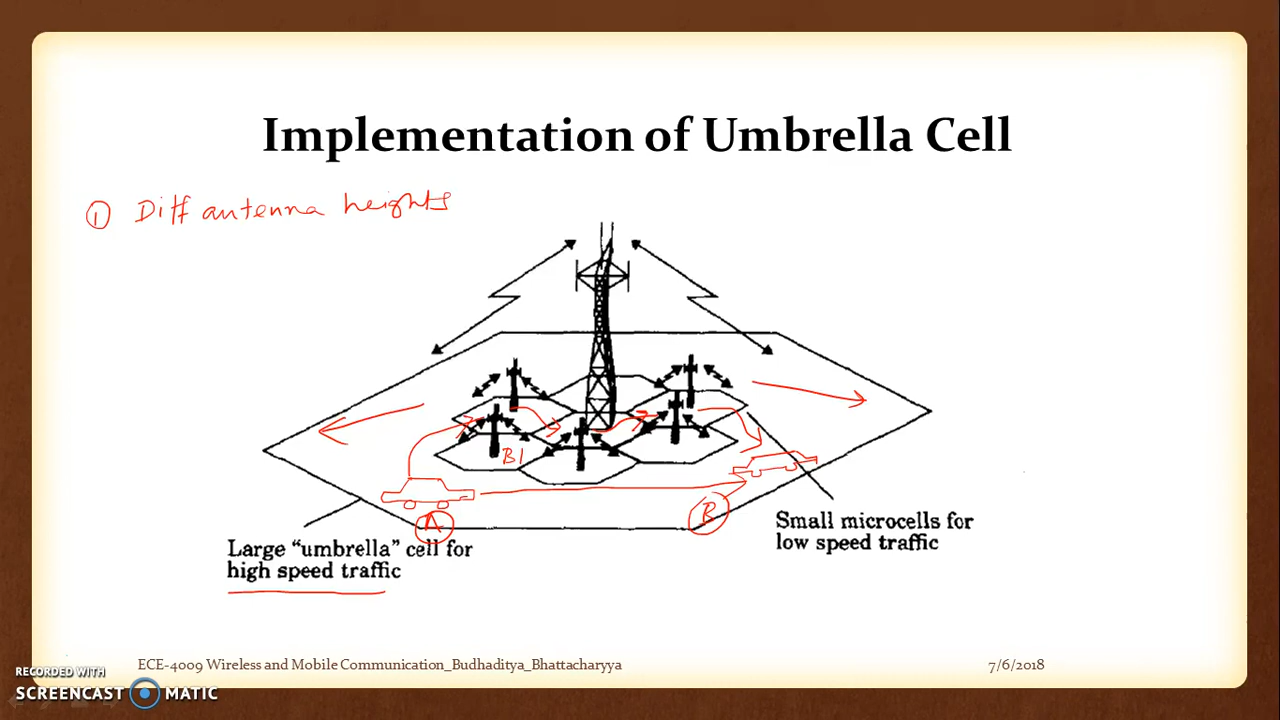 Implementation of Umbrella Cell
① Diff antenna heights
B1
A
B
Large “umbrella” cell for
high speed traffic
Small microcells for
low speed traffic
ECE-4009 Wireless and Mobile Communication_Budhaditya_Bhattacharyya
7/6/2018
RECORDED WITH
SCREENCAST MATIC